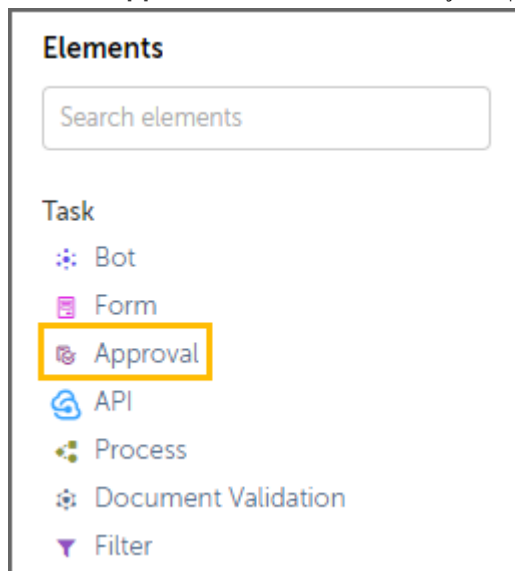 Elements
Search elements
Task
Bot
Form
Approval
API
Process
Document Validation
Filter